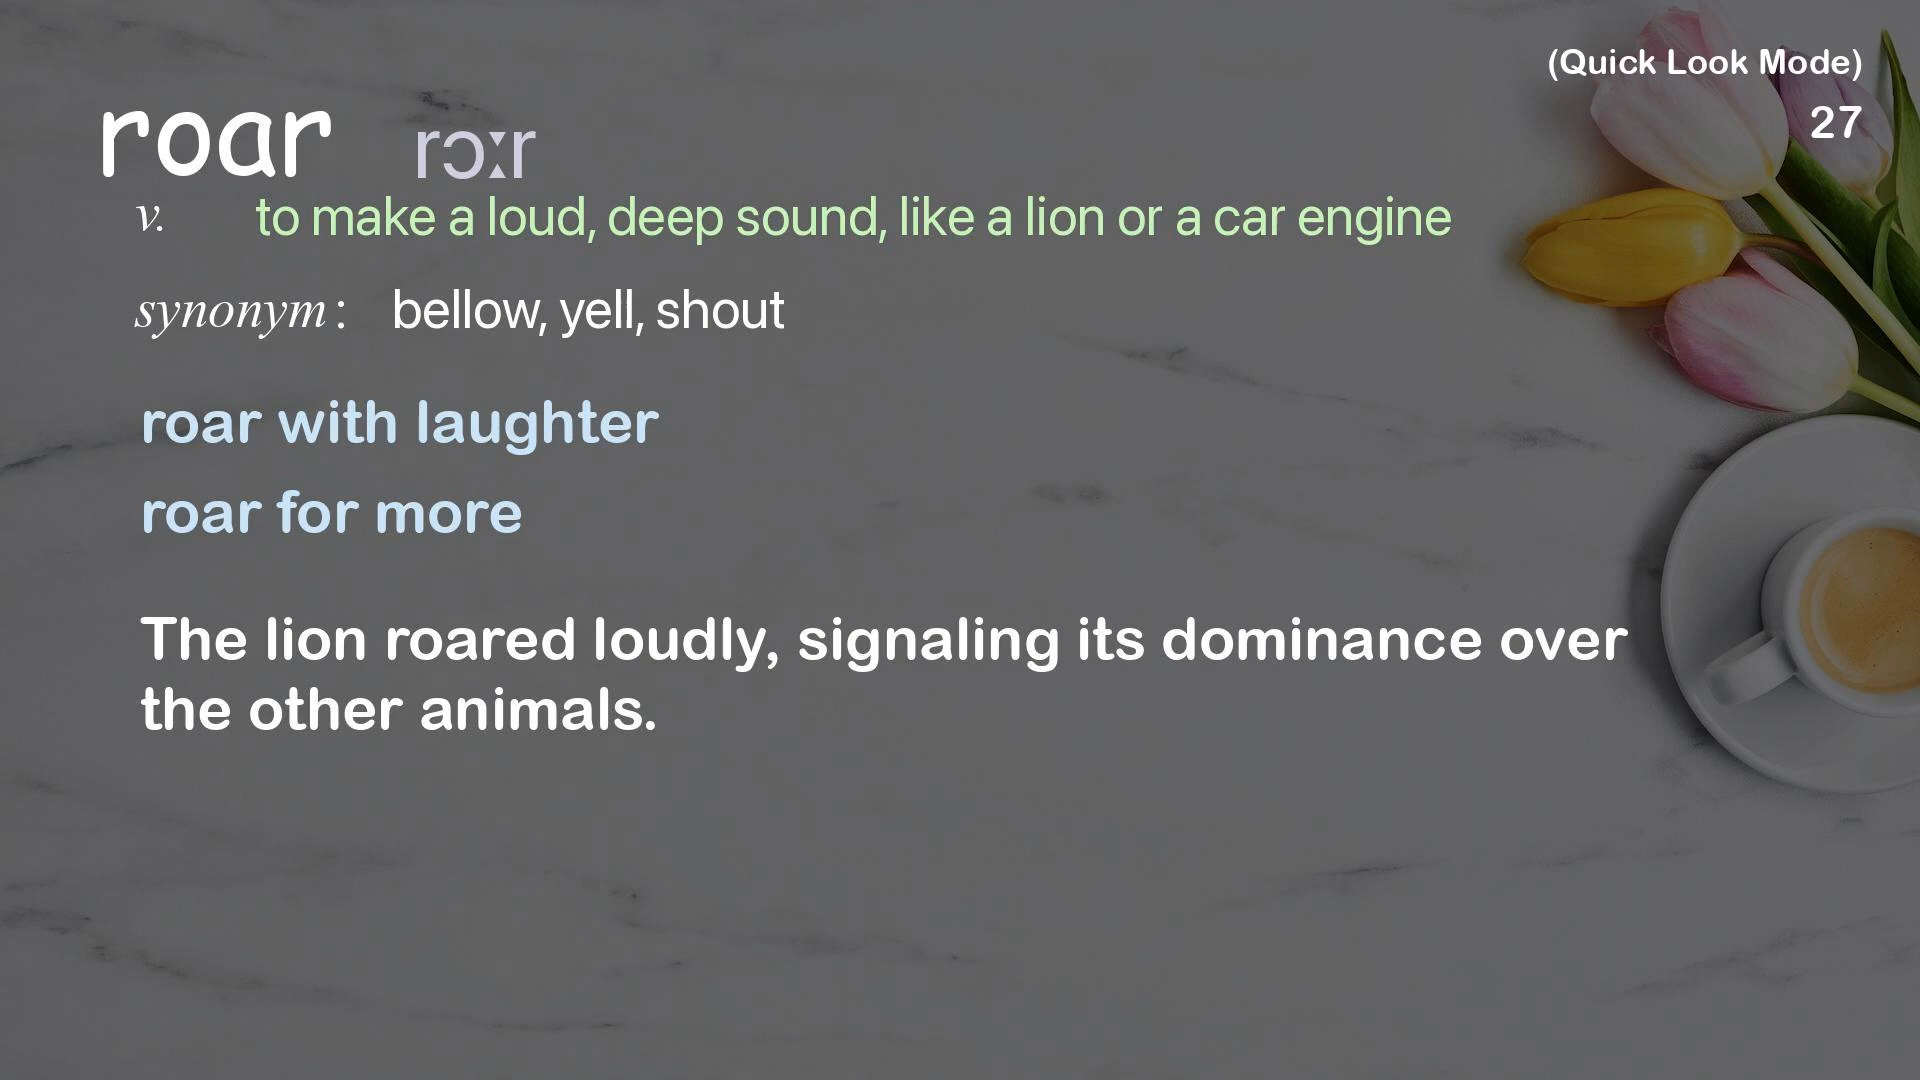 (Quick Look Mode)
27
roar rɔːr
v. to make a loud, deep sound, like a lion or a car engine
synonym : bellow, yell, shout
roar with laughter
roar for more
The lion roared loudly, signaling its dominance over
the other animals.